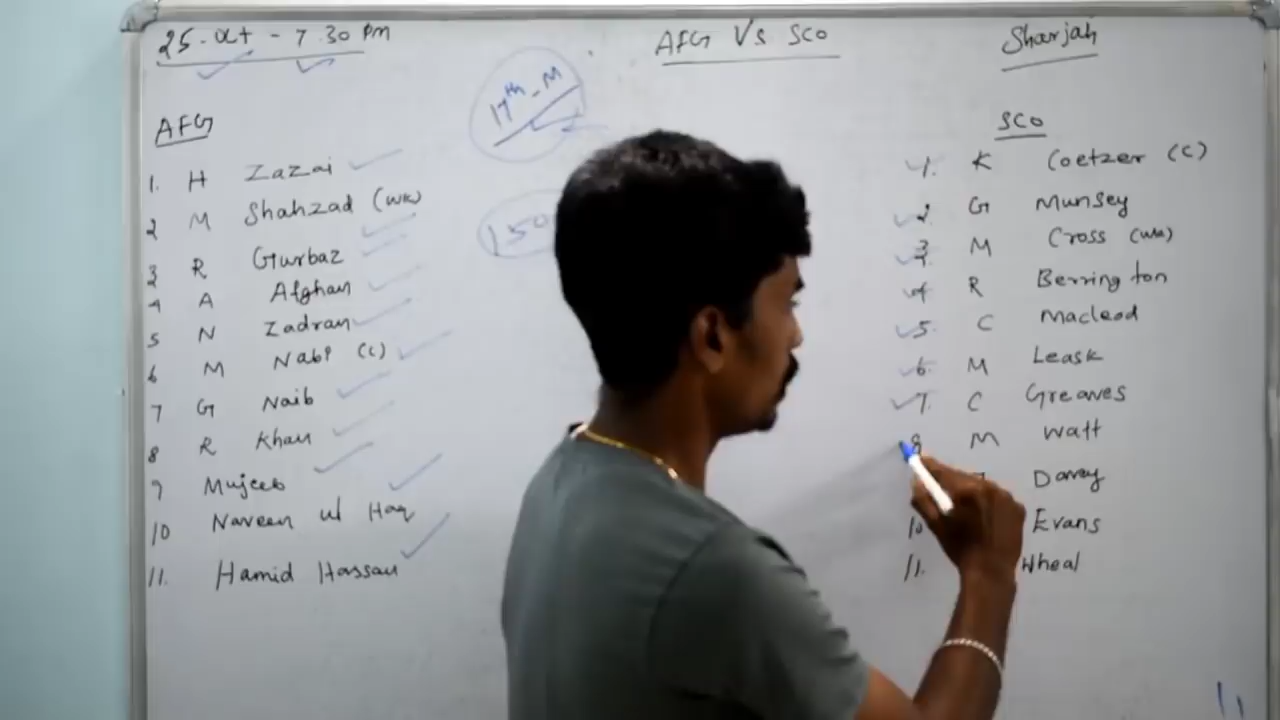 25-oct - 7.30 pm
AFG Vs SCO
Sharjah
17th - M
150
AFG
1. H Zazai
2 M Shahzad (WK)
3 R Gurbaz
4 A Afghan
5 N Zadran
6 M Nabi (C)
7 G Naib
8 R Khan
9 Mujeeb
10 Naveen ul Haq
11. Hamid Hassan
SCO
1. K Coetzer (C)
2 G Munsey
3 M Cross (WK)
4 R Berrington
5. C Macleod
6. M Leask
7. C Greaves
8 M Watt
Davey
10 Evans
11. Wheal